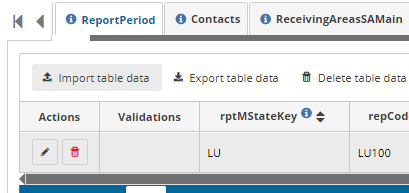 ReportPeriod Contacts ReceivingAreasSAMain
Import table data Export table data Delete table data
Actions Validations rptMStateKey repCod
LU LU100